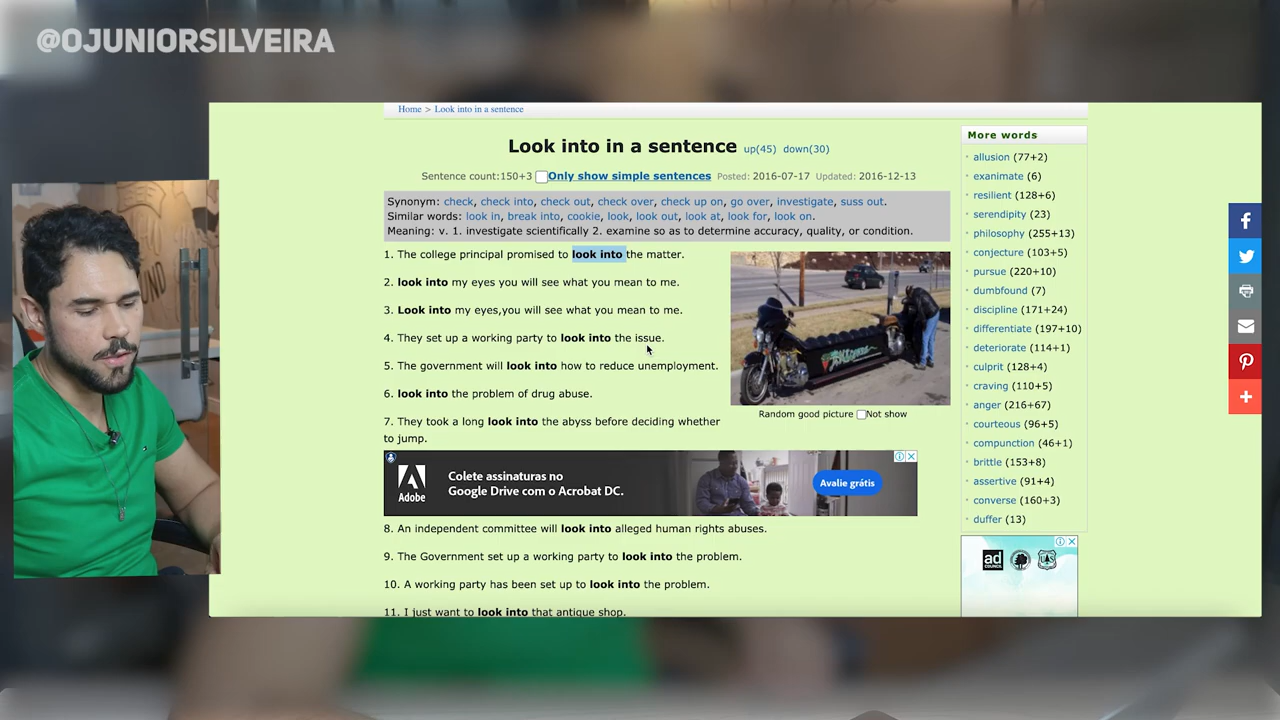 @OJUNIORSILVEIRA
Home > Look into in a sentence
Look into in a sentence up(45) down(30)
Sentence count:150+3 Only show simple sentences Posted: 2016-07-17 Updated: 2016-12-13
Synonym: check, check into, check out, check over, check up on, go over, investigate, suss out.
Similar words: look in, break into, cookie, look, look out, look at, look for, look on.
Meaning: v. 1. investigate scientifically 2. examine so as to determine accuracy, quality, or condition.
1. The college principal promised to look into the matter.
2. look into my eyes you will see what you mean to me.
3. Look into my eyes,you will see what you mean to me.
4. They set up a working party to look into the issue.
5. The government will look into how to reduce unemployment.
6. look into the problem of drug abuse.
7. They took a long look into the abyss before deciding whether
to jump.
Random good picture Not show
Adobe
Colete assinaturas no
Google Drive com o Acrobat DC.
Avalie grátis
8. An independent committee will look into alleged human rights abuses.
9. The Government set up a working party to look into the problem.
10. A working party has been set up to look into the problem.
11. I just want to look into that antique shop.
More words
allusion (77+2)
exanimate (6)
resilient (128+6)
serendipity (23)
philosophy (255+13)
conjecture (103+5)
pursue (220+10)
dumbfound (7)
discipline (171+24)
differentiate (197+10)
deteriorate (114+1)
culprit (128+4)
craving (110+5)
anger (216+67)
courteous (96+5)
compunction (46+1)
brittle (153+8)
assertive (91+4)
converse (160+3)
duffer (13)
ad
COUNCIL